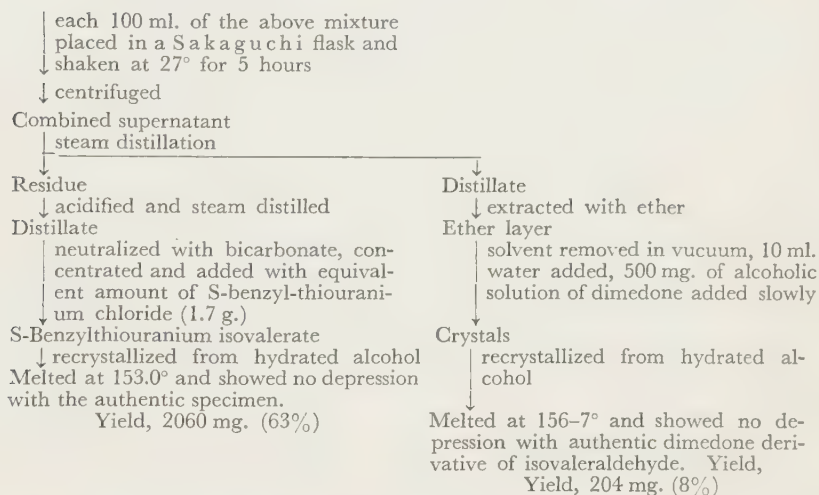 each 100 ml. of the above mixture
placed in a Sakaguchi flask and
shaken at 27° for 5 hours
centrifuged
Combined supernatant
steam distillation
Residue
acidified and steam distilled
Distillate
neutralized with bicarbonate, con-
centrated and added with equival-
ent amount of S-benzyl-thiourani-
um chloride (1.7 g.)
S-Benzylthiouranium isovalerate
recrystallized from hydrated alcohol
Melted at 153.0° and showed no depression
with the authentic specimen.
Yield, 2060 mg. (63%)
Distillate
extracted with ether
Ether layer
solvent removed in vucuum, 10 ml.
water added, 500 mg. of alcoholic
solution of dimedone added slowly
Crystals
recrystallized from hydrated al-
cohol
Melted at 156–7° and showed no de-
pression with authentic dimedone deri-
vative of isovaleraldehyde. Yield,
Yield, 204 mg. (8%)